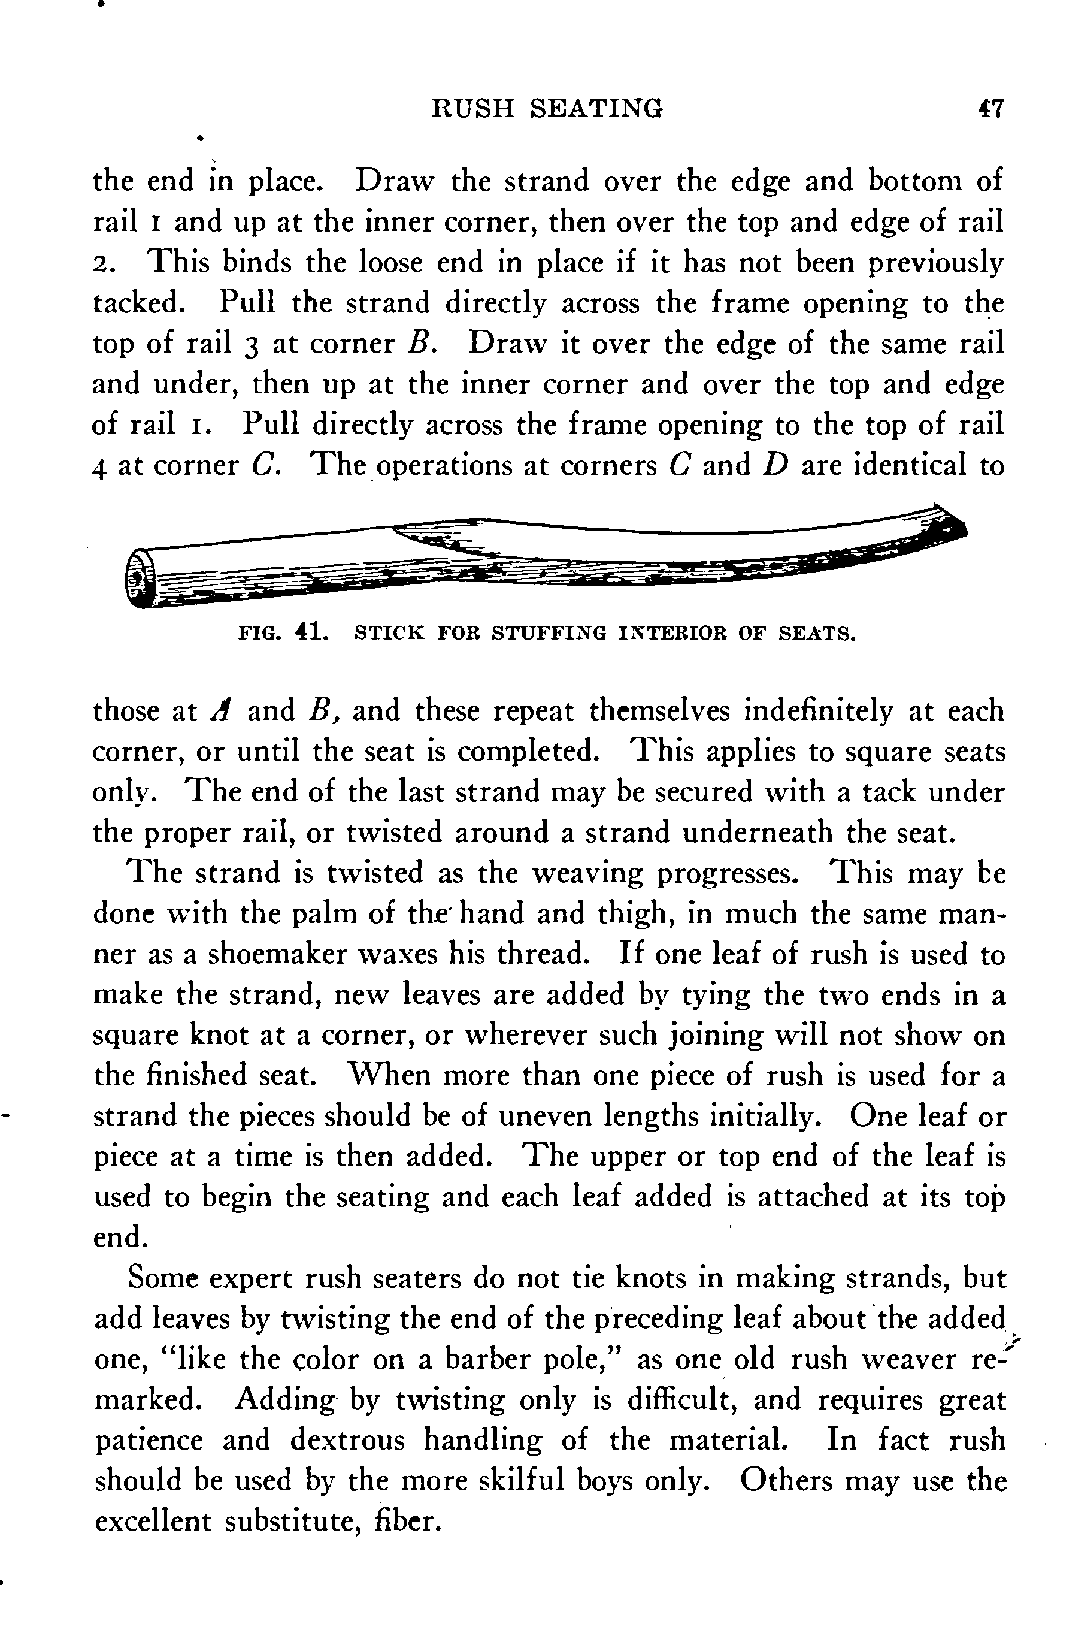 RUSH SEATING 47
the end in place. Draw the strand over the edge and bottom of
rail 1 and up at the inner corner, then over the top and edge of rail
2. This binds the loose end in place if it has not been previously
tacked. Pull the strand directly across the frame opening to the
top of rail 3 at corner B. Draw it over the edge of the same rail
and under, then up at the inner corner and over the top and edge
of rail 1. Pull directly across the frame opening to the top of rail
4 at corner C. The operations at corners C and D are identical to
FIG. 41. STICK FOR STUFFING INTERIOR OF SEATS.
those at A and B, and these repeat themselves indefinitely at each
corner, or until the seat is completed. This applies to square seats
only. The end of the last strand may be secured with a tack under
the proper rail, or twisted around a strand underneath the seat.
The strand is twisted as the weaving progresses. This may be
done with the palm of the hand and thigh, in much the same man-
ner as a shoemaker waxes his thread. If one leaf of rush is used to
make the strand, new leaves are added by tying the two ends in a
square knot at a corner, or wherever such joining will not show on
the finished seat. When more than one piece of rush is used for a
strand the pieces should be of uneven lengths initially. One leaf or
piece at a time is then added. The upper or top end of the leaf is
used to begin the seating and each leaf added is attached at its top
end.
Some expert rush seaters do not tie knots in making strands, but
add leaves by twisting the end of the preceding leaf about the added
one, "like the color on a barber pole," as one old rush weaver re-
marked. Adding by twisting only is difficult, and requires great
patience and dextrous handling of the material. In fact rush
should be used by the more skilful boys only. Others may use the
excellent substitute, fiber.